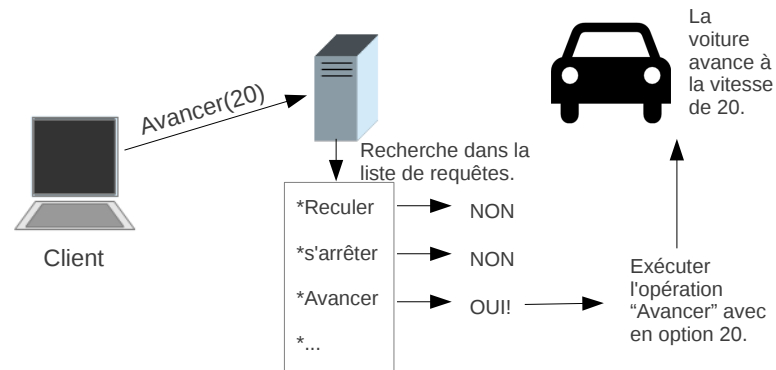 Avancer(20)
Client
Recherche dans la
liste de requêtes.
*Reculer
NON
*s'arrêter
NON
*Avancer
OUI!
*...
Exécuter
l'opération
“Avancer” avec
en option 20.
La
voiture
avance à
la vitesse
de 20.